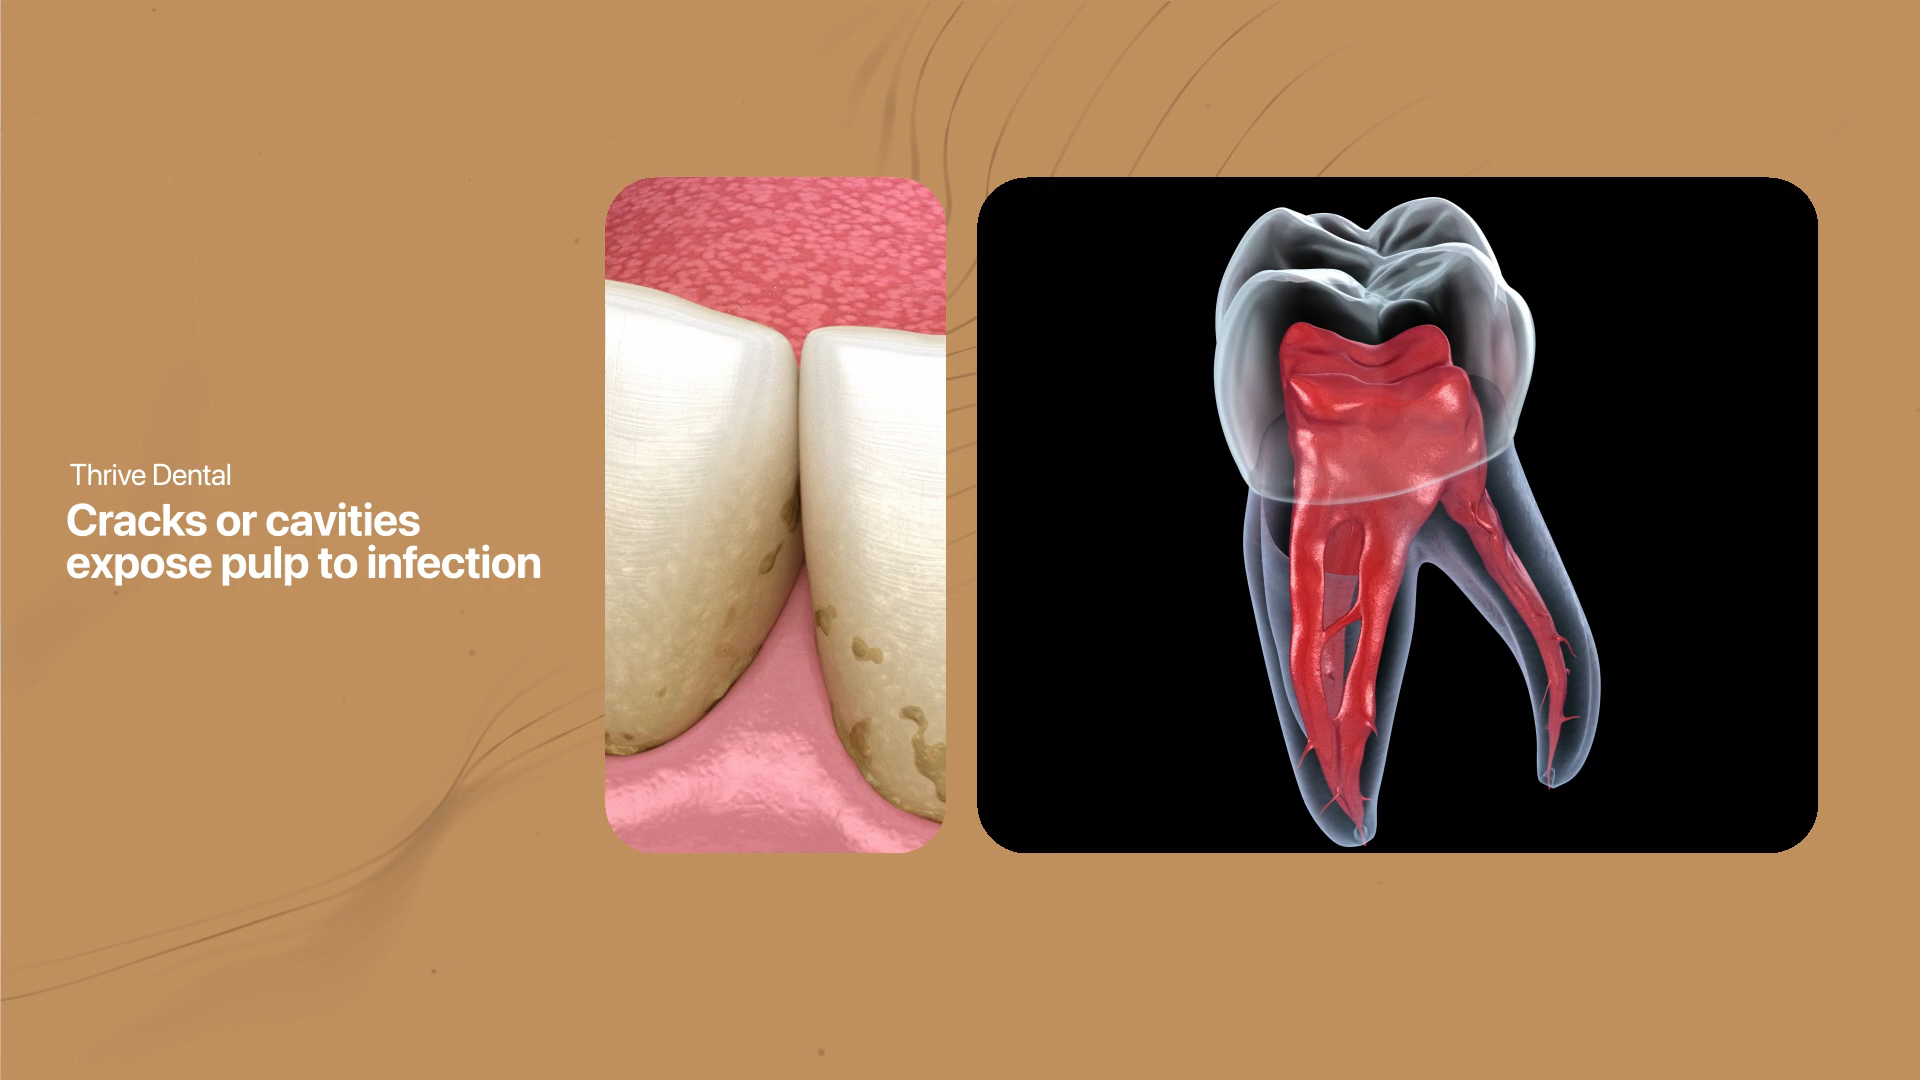 Thrive Dental
Cracks or cavities
expose pulp to infection